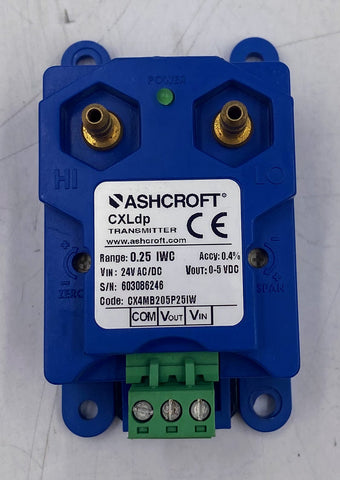 POWER
HI LO
ASHCROFT®
CXLdp
TRANSMITTER
www.ashcroft.com
CE
Range: 0.25 IWC Accy: 0.4%
VIN: 24V AC/DC VOUT: 0-5 VDC
S/N: 603086246
Code: CX4MB205P25IW
COM VOUT VIN
ZERO
SPAN